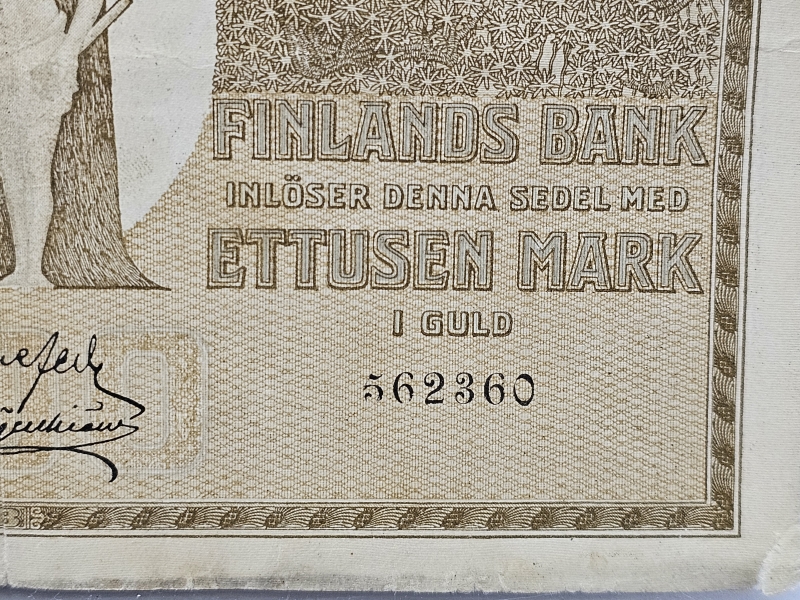 FINLANDS BANK
INLÖSER DENNA SEDEL MED
ETTUSEN MARK
I GULD
562360